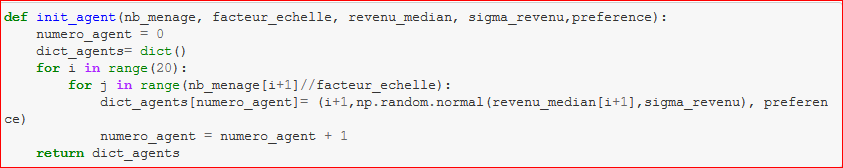 def init_agent(nb_menage, facteur_echelle, revenu_median, sigma_revenu,preference):
    numero_agent = 0
    dict_agents= dict()
    for i in range(20):
        for j in range(nb_menage[i+1]//facteur_echelle):
            dict_agents[numero_agent]= (i+1,np.random.normal(revenu_median[i+1],sigma_revenu), preferen
ce)
            numero_agent = numero_agent + 1
    return dict_agents